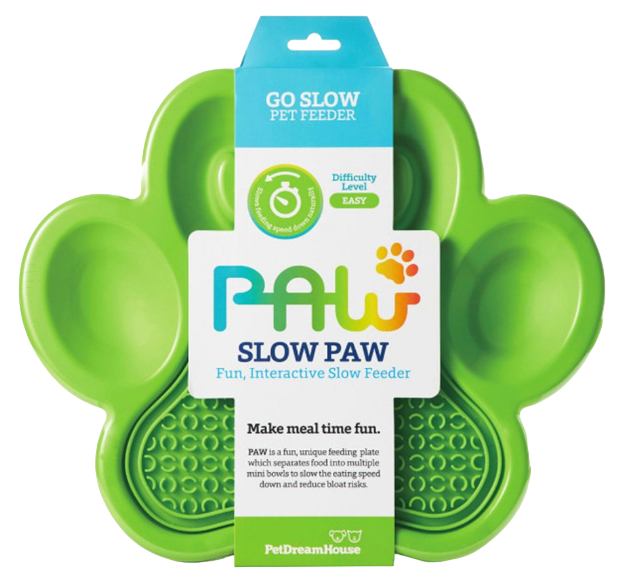 GO SLOW
PET FEEDER
Difficulty
Level
EASY
Slows feeding speed down naturally
PAW
SLOW PAW
Fun, Interactive Slow Feeder
Make meal time fun.
PAW is a fun, unique feeding plate
which separates food into multiple
mini bowls to slow the eating speed
down and reduce bloat risks.
PetDreamHouse